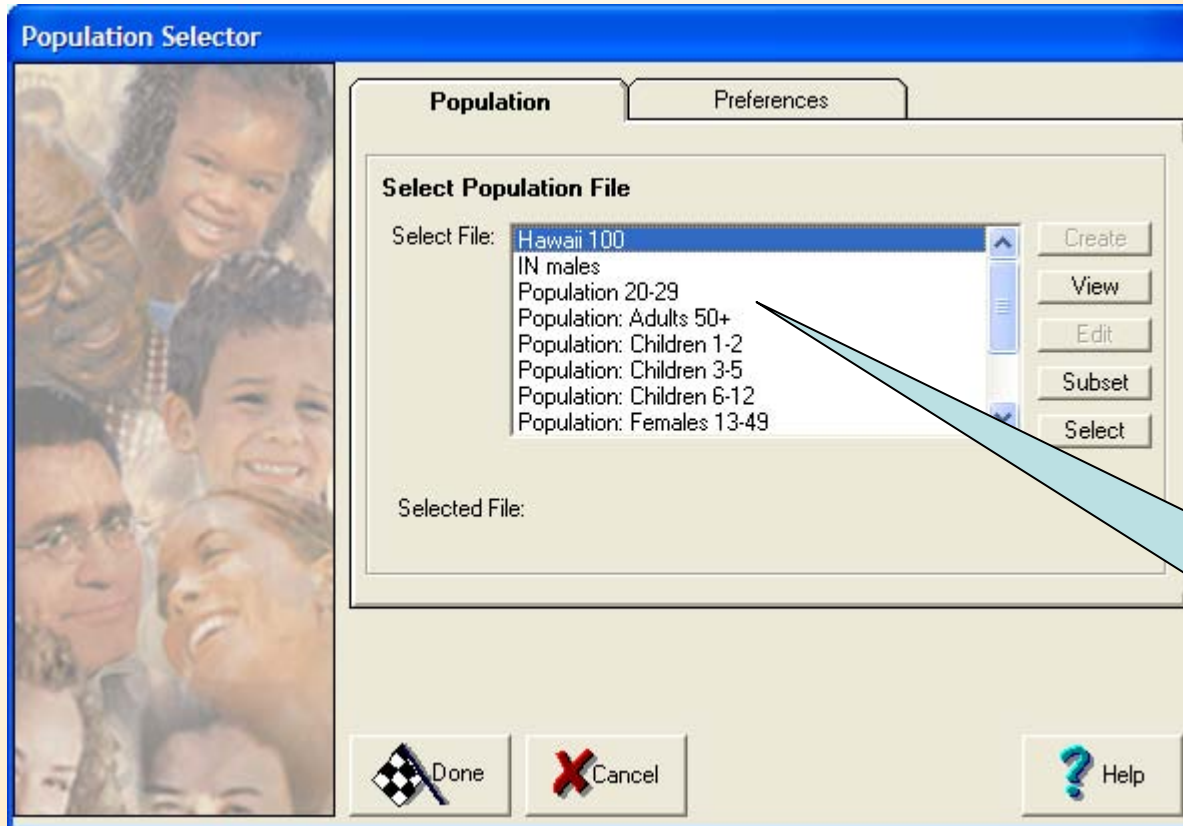 Population Selector
Population
Preferences
Select Population File
Select File:
Hawaii 100
IN males
Population 20-29
Population: Adults 50+
Population: Children 1-2
Population: Children 3-5
Population: Children 6-12
Population: Females 13-49
Create
View
Edit
Subset
Select
Selected File:
Done
Cancel
Help